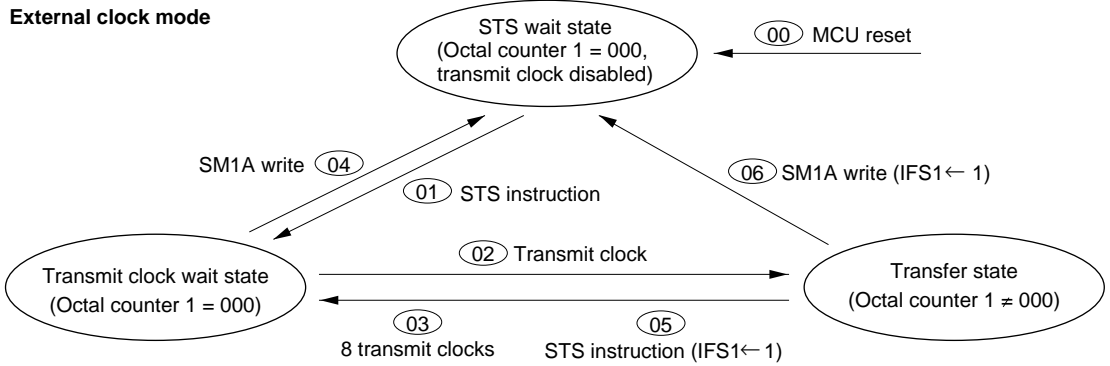 External clock mode
STS wait state
(Octal counter 1 = 000,
transmit clock disabled)
00 MCU reset
SM1A write 04
01 STS instruction
06 SM1A write (IFS1← 1)
Transmit clock wait state
(Octal counter 1 = 000)
02 Transmit clock
Transfer state
(Octal counter 1 ≠ 000)
03
8 transmit clocks
05
STS instruction (IFS1← 1)